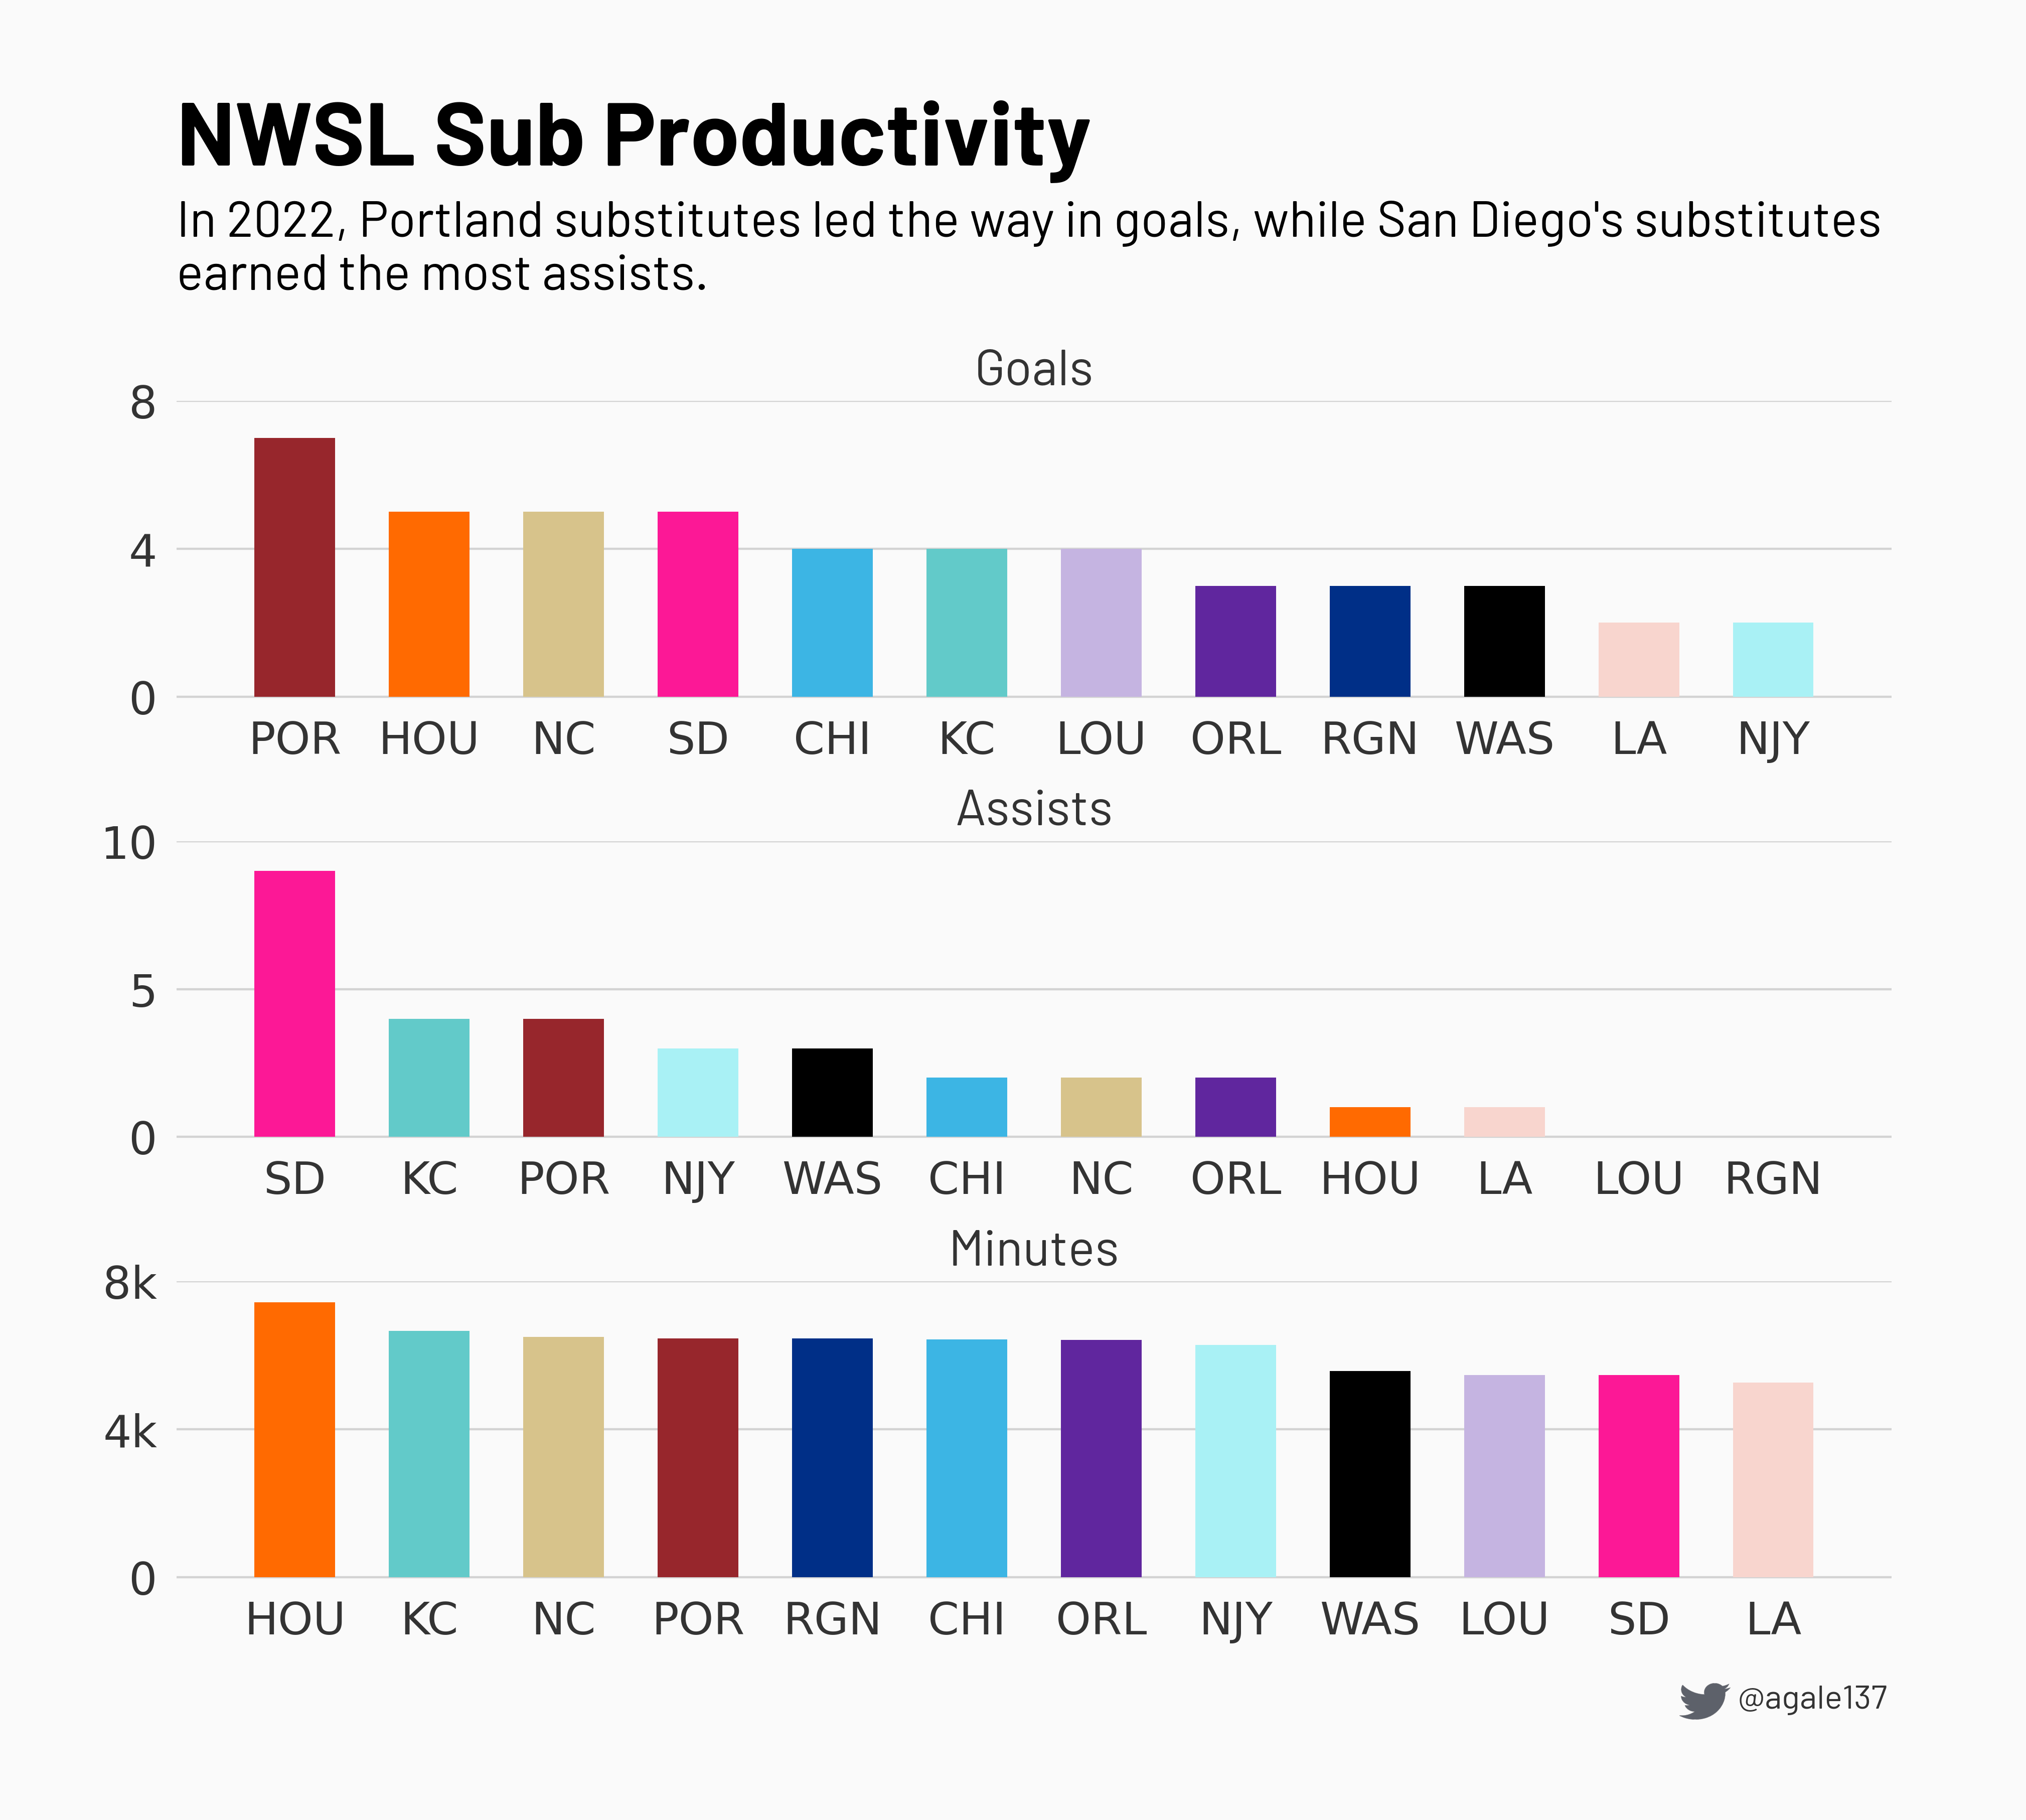 NWSL Sub Productivity
In 2022, Portland substitutes led the way in goals, while San Diego's substitutes
earned the most assists.
Goals
8
4
0
POR HOU NC SD CHI KC LOU ORL RGN WAS LA NJY
Assists
10
5
0
SD KC POR NJY WAS CHI NC ORL HOU LA LOU RGN
Minutes
8k
4k
0
HOU KC NC POR RGN CHI ORL NJY WAS LOU SD LA
@agale137